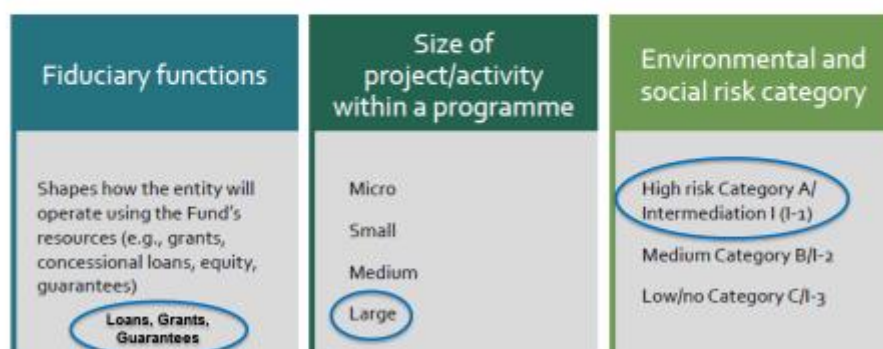 Fiduciary functions
Shapes how the entity will
operate using the Fund's
resources (e.g., grants,
concessional loans, equity,
guarantees)
Loans, Grants,
Guarantees
Size of
project/activity
within a programme
Micro
Small
Medium
Large
Environmental and
social risk category
High risk Category A/
Intermediation I (I-1)
Medium Category B/I-2
Low/no Category C/I-3